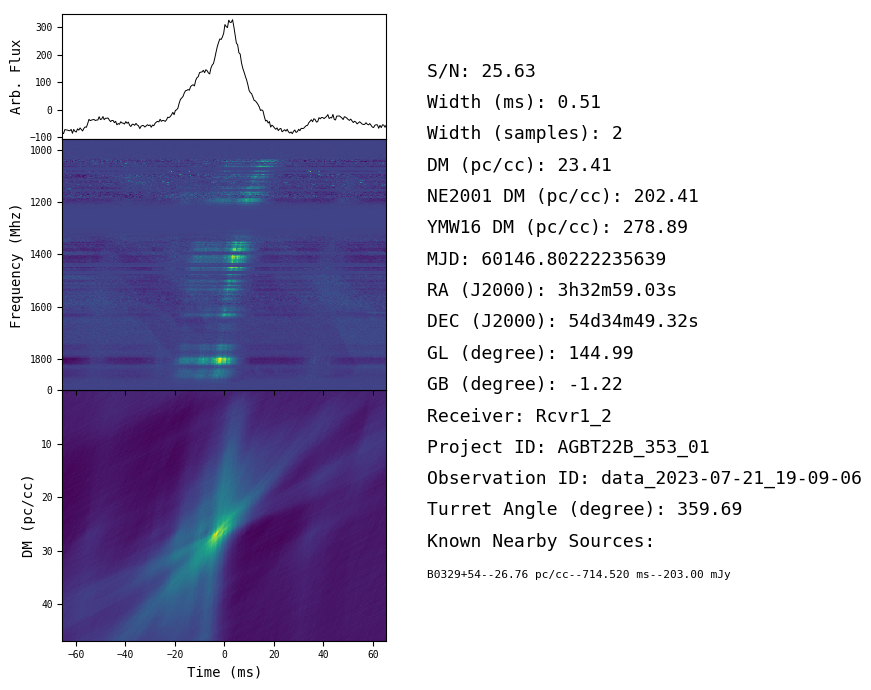 Arb. Flux
300
200
100
0
−100
Frequency (Mhz)
1000
1200
1400
1600
1800
0
DM (pc/cc)
10
20
30
40
−60
−40
−20
0
20
40
60
Time (ms)
S/N: 25.63
Width (ms): 0.51
Width (samples): 2
DM (pc/cc): 23.41
NE2001 DM (pc/cc): 202.41
YMW16 DM (pc/cc): 278.89
MJD: 60146.80222235639
RA (J2000): 3h32m59.03s
DEC (J2000): 54d34m49.32s
GL (degree): 144.99
GB (degree): -1.22
Receiver: Rcvr1_2
Project ID: AGBT22B_353_01
Observation ID: data_2023-07-21_19-09-06
Turret Angle (degree): 359.69
Known Nearby Sources:
B0329+54--26.76 pc/cc--714.520 ms--203.00 mJy